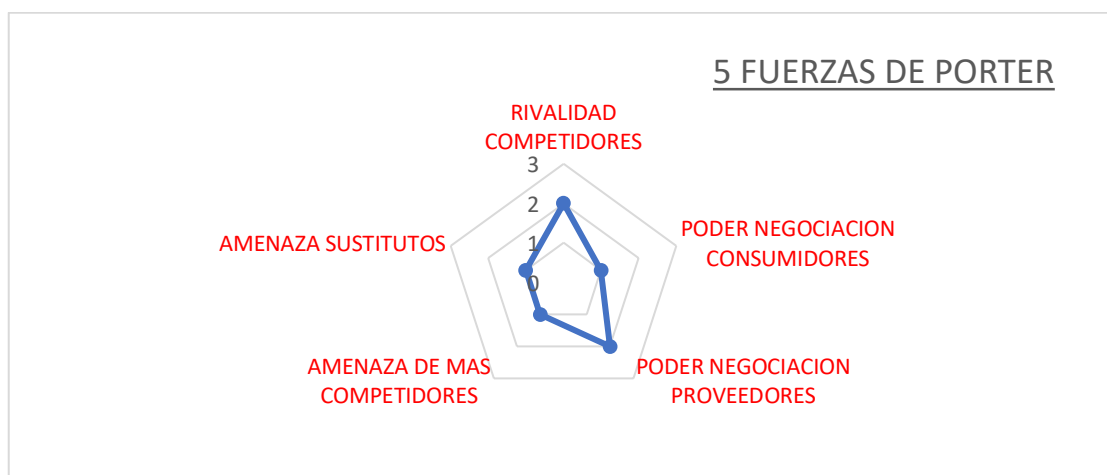 5 FUERZAS DE PORTER
RIVALIDAD
COMPETIDORES
3
2
1
0
PODER NEGOCIACION
CONSUMIDORES
PODER NEGOCIACION
PROVEEDORES
AMENAZA DE MAS
COMPETIDORES
AMENAZA SUSTITUTOS